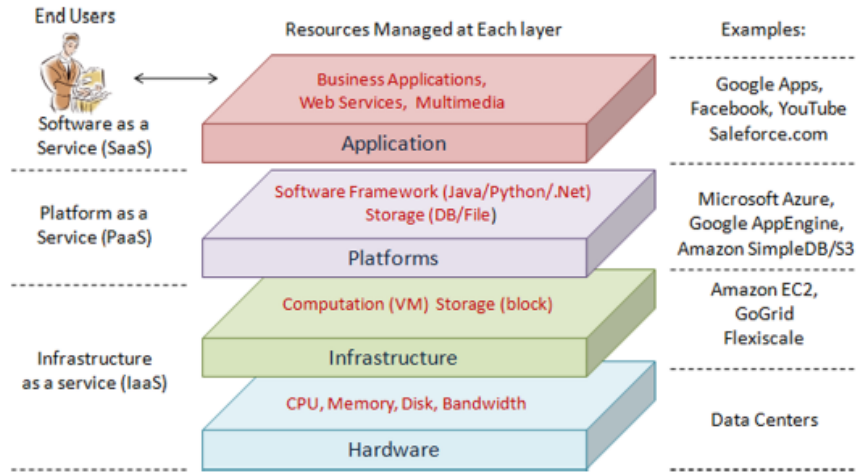 End Users
Resources Managed at Each layer
Examples:
Business Applications,
Web Services, Multimedia
Application
Software as a
Service (SaaS)
Google Apps,
Facebook, YouTube
Saleforce.com
Software Framework (Java/Python/.Net)
Storage (DB/File)
Platforms
Platform as a
Service (PaaS)
Microsoft Azure,
Google AppEngine,
Amazon SimpleDB/S3
Computation (VM) Storage (block)
Infrastructure
Amazon EC2,
GoGrid
Flexiscale
Infrastructure
as a service (IaaS)
CPU, Memory, Disk, Bandwidth
Hardware
Data Centers